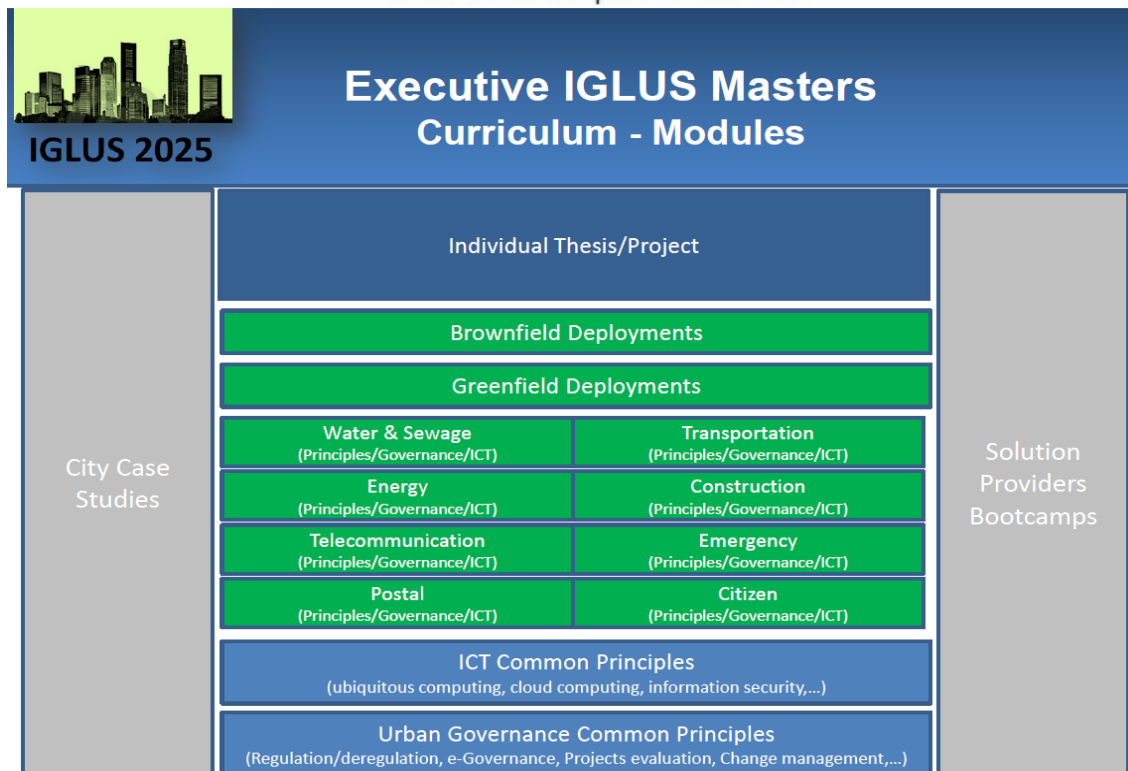 Executive IGLUS Masters
Curriculum - Modules
IGLUS 2025
Individual Thesis/Project
Brownfield Deployments
Greenfield Deployments
Water & Sewage
(Principles/Governance/ICT)
Transportation
(Principles/Governance/ICT)
Energy
(Principles/Governance/ICT)
Construction
(Principles/Governance/ICT)
Telecommunication
(Principles/Governance/ICT)
Emergency
(Principles/Governance/ICT)
Postal
(Principles/Governance/ICT)
Citizen
(Principles/Governance/ICT)
City Case
Studies
Solution
Providers
Bootcamps
ICT Common Principles
(ubiquitous computing, cloud computing, information security,...)
Urban Governance Common Principles
(Regulation/deregulation, e-Governance, Projects evaluation, Change management,...)